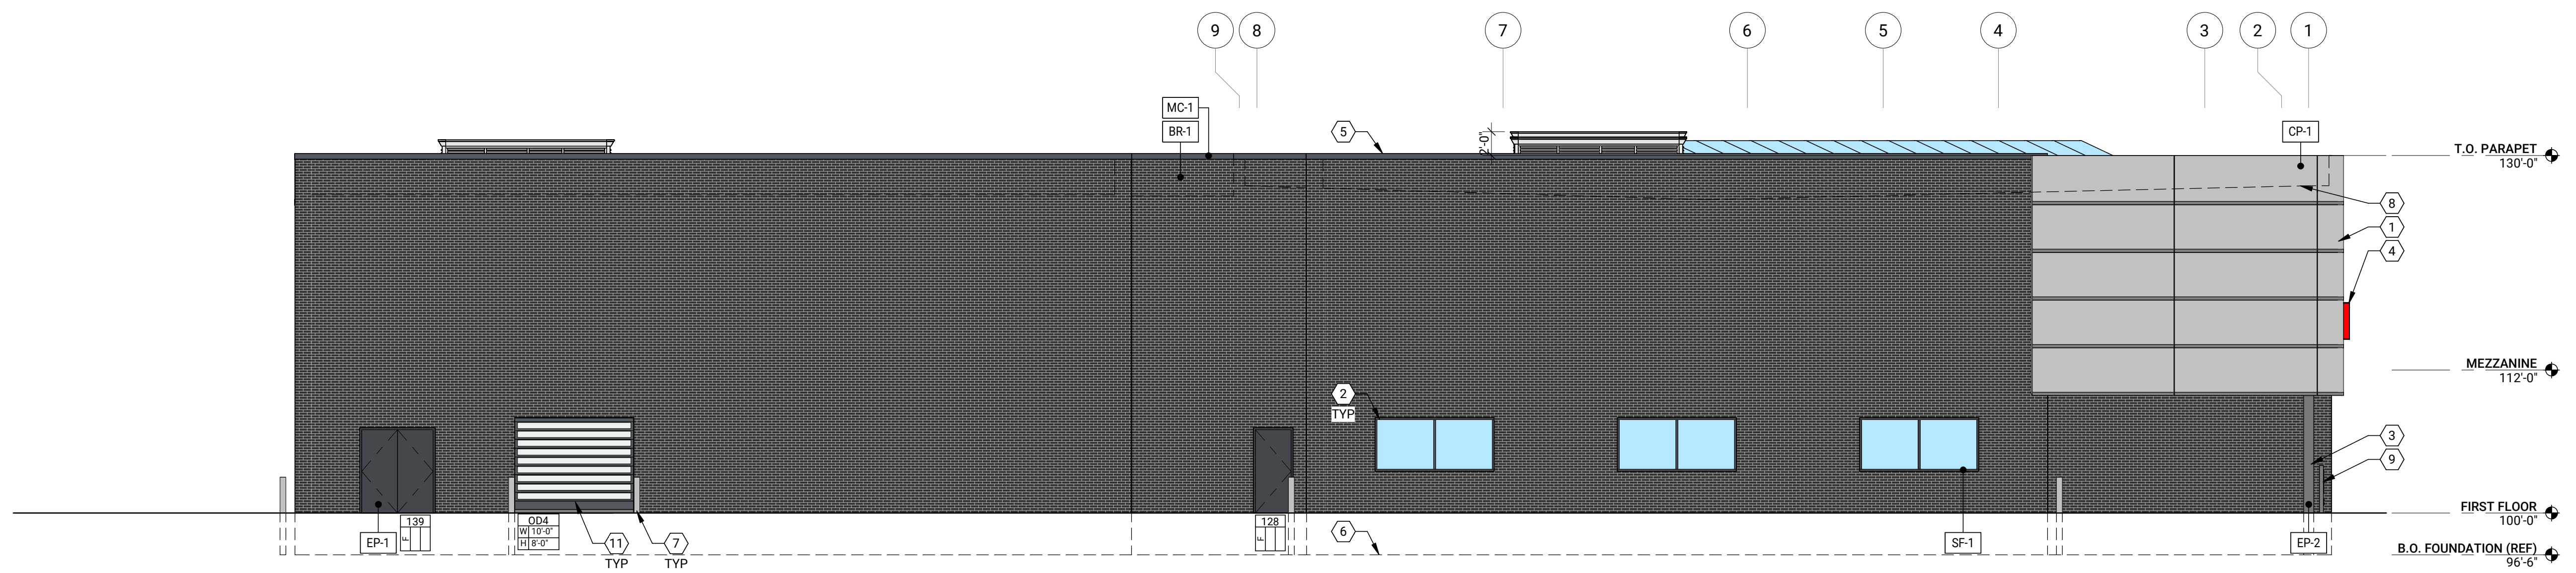 9 8 7 6 5 4 3 2 1
MC-1
BR-1
5
2'-0"
CP-1
T.O. PARAPET
130'-0"
8
1
4
MEZZANINE
112'-0"
2
TYP
3
9
FIRST FLOOR
100'-0"
EP-1
139
F
OD4
W 10'-0"
H 8'-0"
11
TYP
7
TYP
128
F
6
SF-1
EP-2
B.O. FOUNDATION (REF)
96'-6"